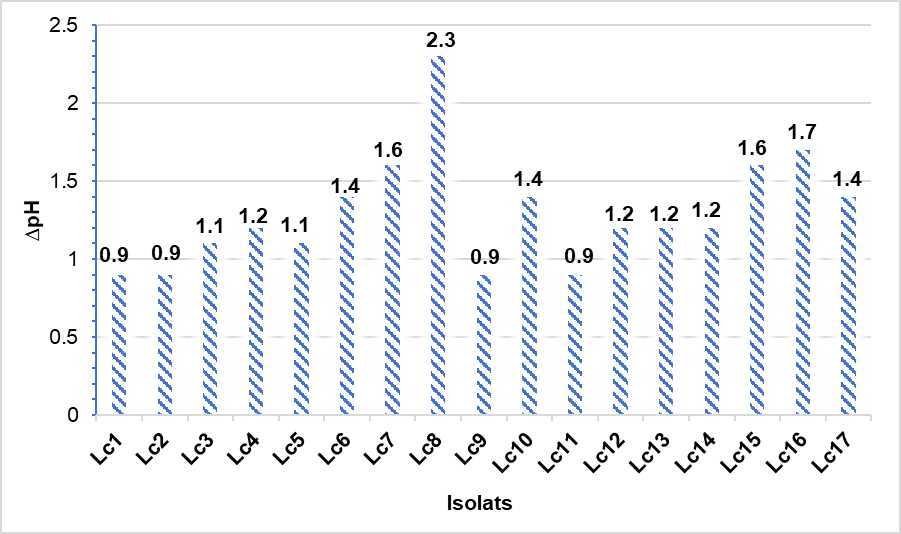 2.5
2
1.5
1
0.5
0
ΔpH
0.9
0.9
1.1
1.2
1.1
1.4
1.6
2.3
0.9
1.4
0.9
1.2
1.2
1.2
1.6
1.7
1.4
Lc1
Lc2
Lc3
Lc4
Lc5
Lc6
Lc7
Lc8
Lc9
Lc10
Lc11
Lc12
Lc13
Lc14
Lc15
Lc16
Lc17
Isolats